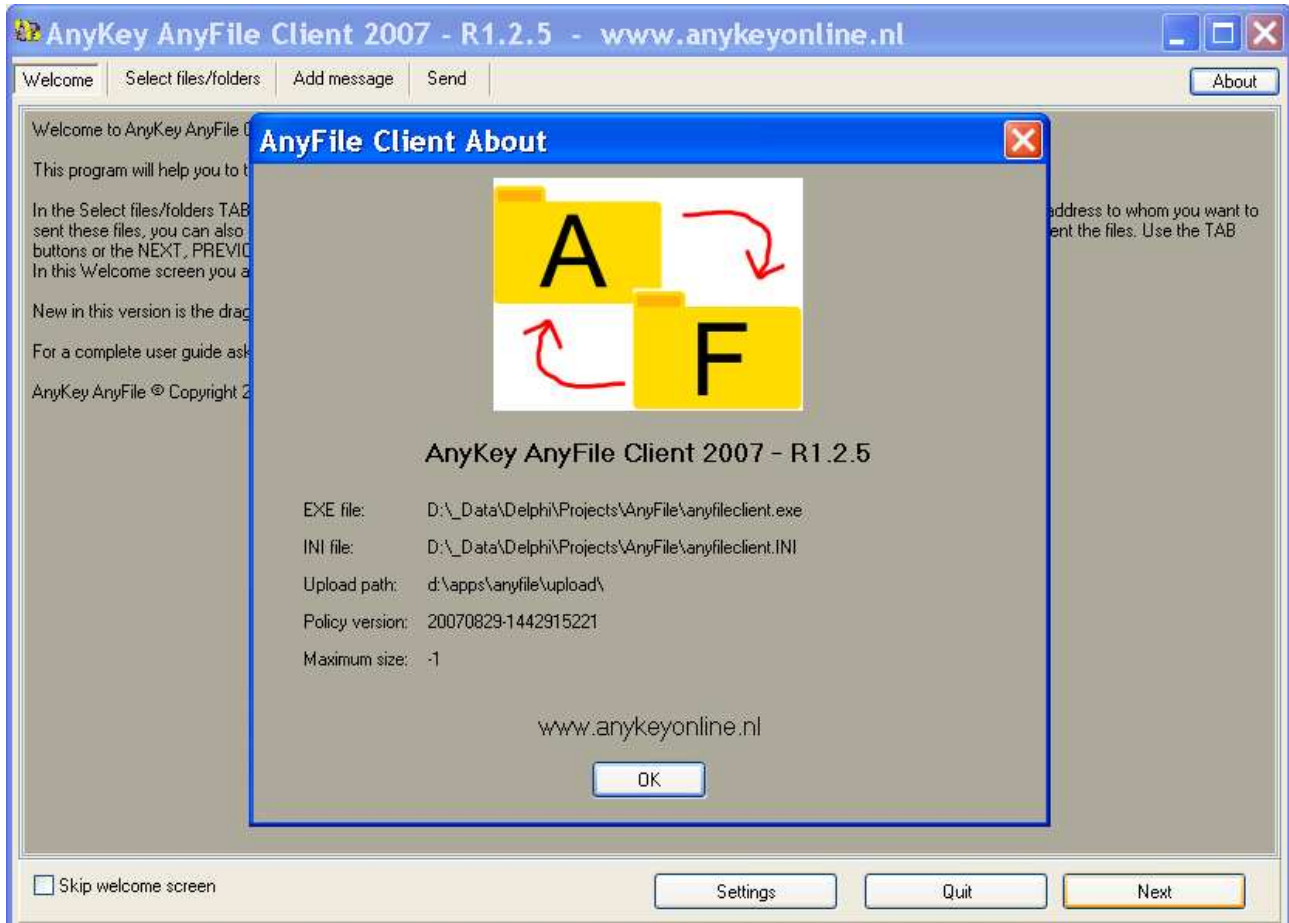 AnyKey AnyFile Client 2007 - R1.2.5 - www.anykeyonline.nl
Welcome Select files/folders Add message Send About
Welcome to AnyKey AnyFile
This program will help you to
In the Select files/folders TAB
address to whom you want to
sent these files, you can also
ent the files. Use the TAB
buttons or the NEXT,
In this Welcome screen you
New in this version is the
For a complete user guide
AnyKey AnyFile © Copyright
AnyFile Client About
A
F
AnyKey AnyFile Client 2007 - R1.2.5
EXE file: D:\_Data\Delphi\Projects\AnyFile\anyfileclient.exe
INI file: D:\_Data\Delphi\Projects\AnyFile\anyfileclient.INI
Upload path: d:\apps\anyfile\upload\
Policy version: 20070829-1442915221
Maximum size: -1
www.anykeyonline.nl
OK
Skip welcome screen
Settings Quit Next